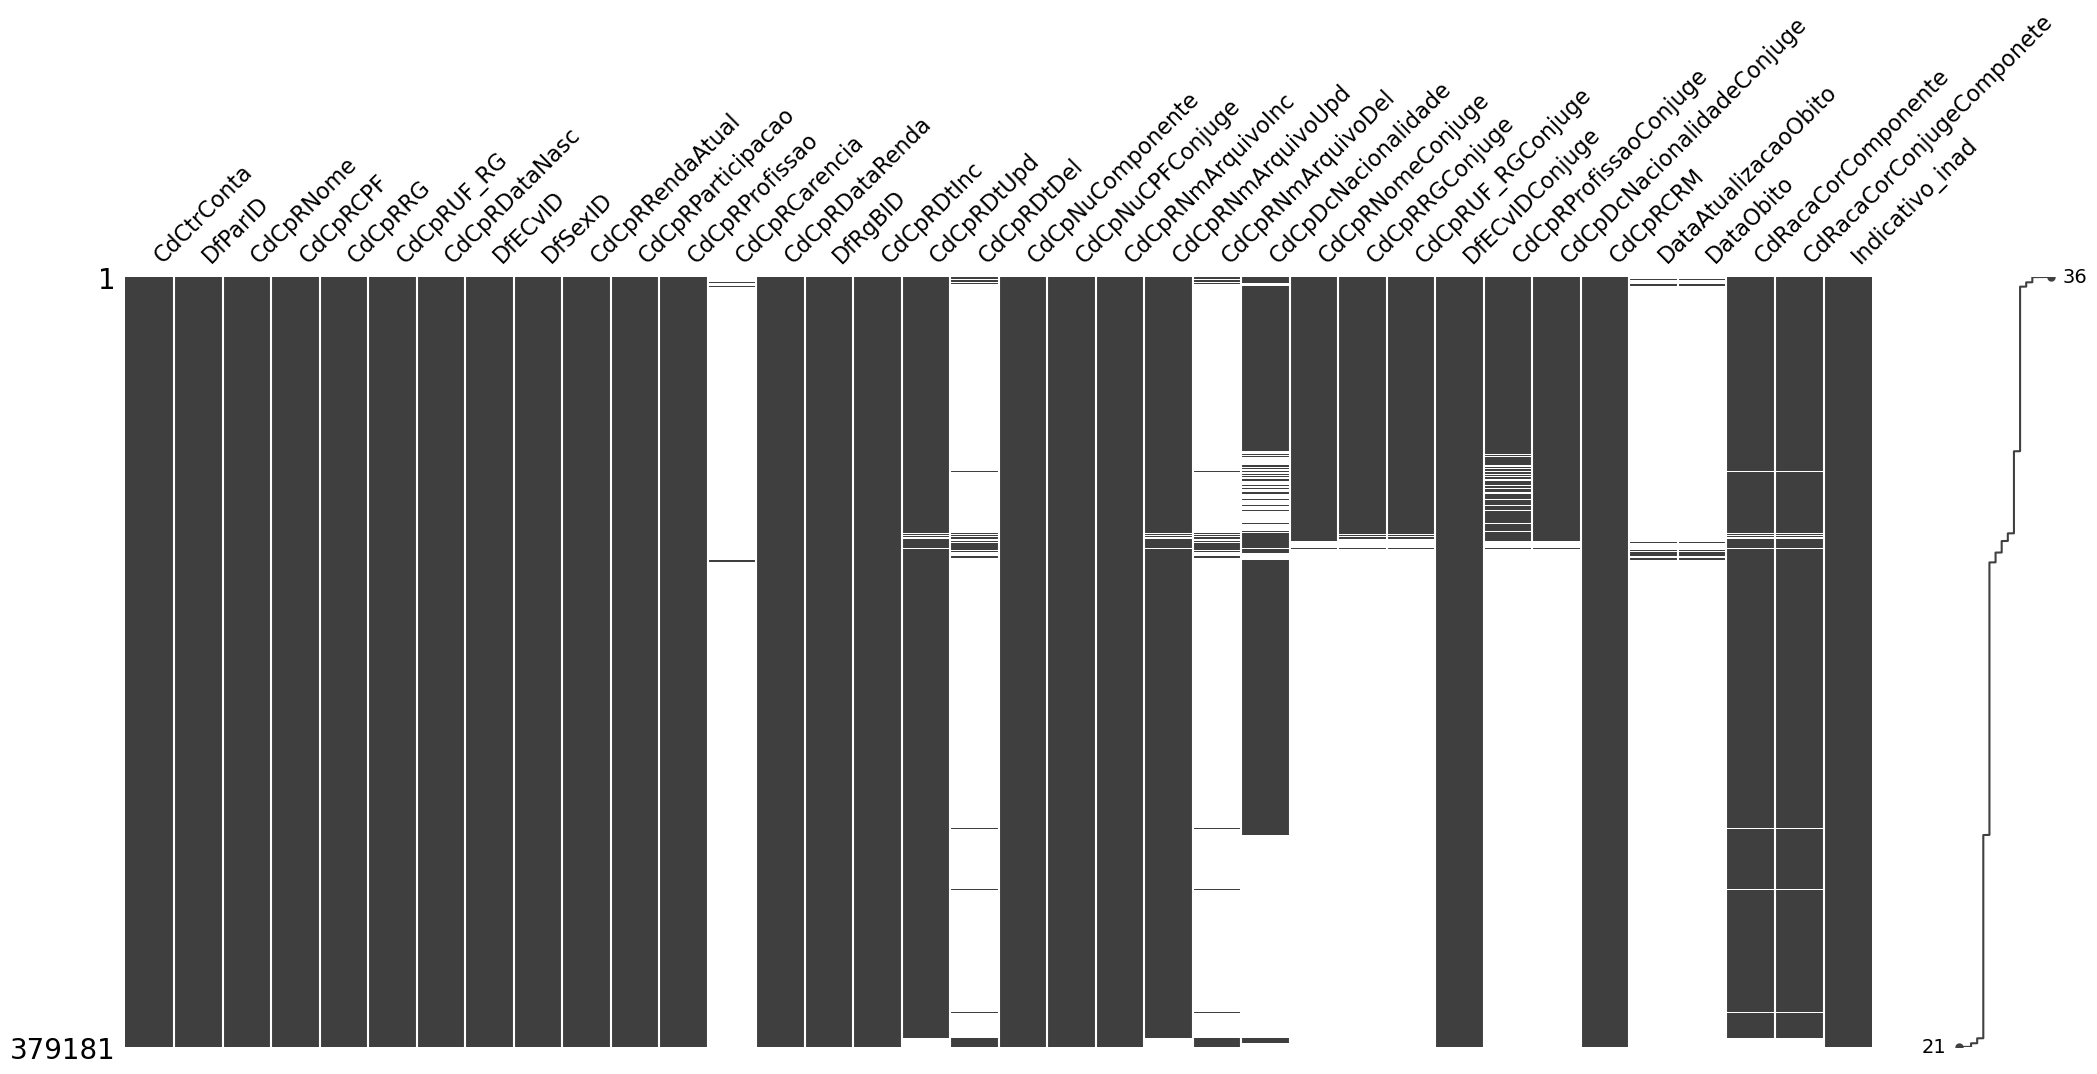 CdCtrConta
DfParID
CdCpRNome
CdCpRCPF
CdCpRRG
CdCpRUF_RG
CdCpRDataNasc
DfECvID
DfSexID
CdCpRRendaAtual
CdCpRParticipacao
CdCpRProfissao
CdCpRCarencia
CdCpRDataRenda
DfRgBID
CdCpRDtInc
CdCpRDtUpd
CdCpRDtDel
CdCpNuComponente
CdCpNuCPFConjuge
CdCpRNmArquivoInc
CdCpRNmArquivoUpd
CdCpRNmArquivoDel
CdCpDcNacionalidade
CdCpRNomeConjuge
CdCpRRGConjuge
CdCpRUF_RGConjuge
DfECvIDConjuge
CdCpRProfissaoConjuge
CdCpDcNacionalidadeConjuge
CdCpRCRM
DataAtualizacaoObito
DataObito
CdRacaCorComponente
CdRacaCorConjugeComponete
Indicativo_inad
1
36
379181
21